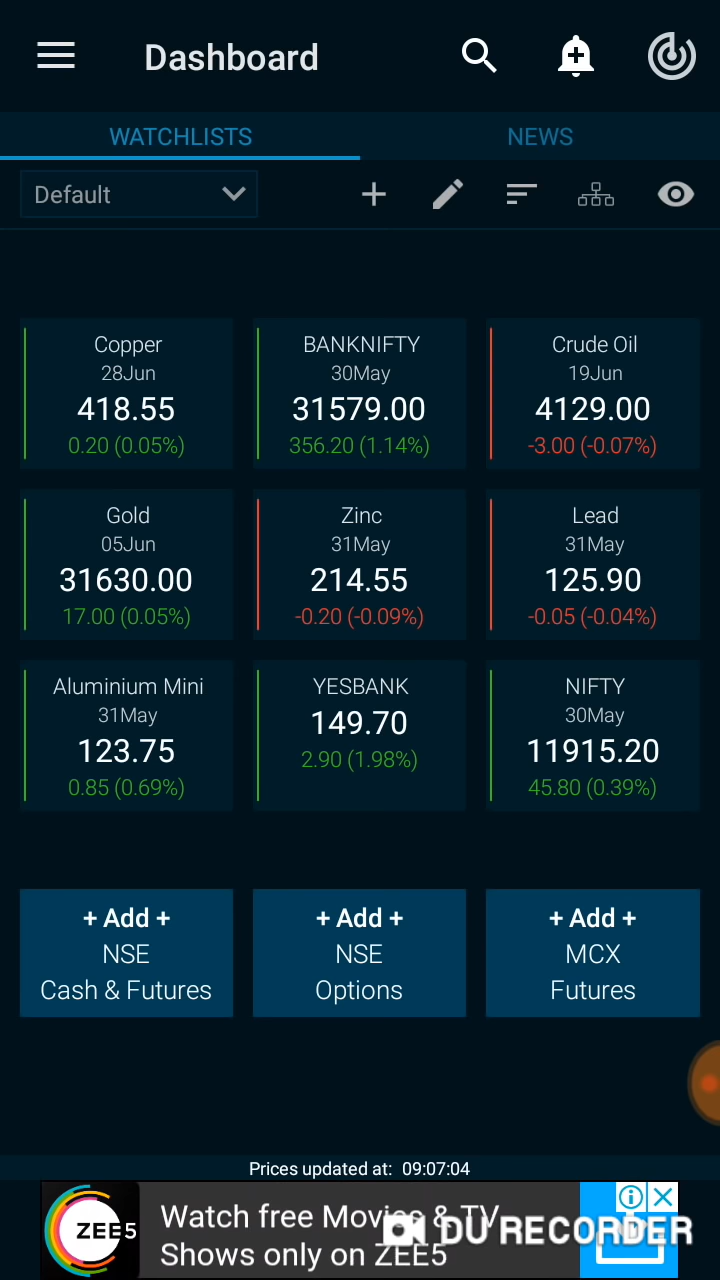 Dashboard
WATCHLISTS
NEWS
Default
Copper
28Jun
418.55
0.20 (0.05%)
BANKNIFTY
30May
31579.00
356.20 (1.14%)
Crude Oil
19Jun
4129.00
-3.00 (-0.07%)
Gold
05Jun
31630.00
17.00 (0.05%)
Zinc
31May
214.55
-0.20 (-0.09%)
Lead
31May
125.90
-0.05 (-0.04%)
Aluminium Mini
31May
123.75
0.85 (0.69%)
YESBANK
149.70
2.90 (1.98%)
NIFTY
30May
11915.20
45.80 (0.39%)
+ Add +
NSE
Cash & Futures
+ Add +
NSE
Options
+ Add +
MCX
Futures
Prices updated at: 09:07:04
ZEE5
Watch free Movies & TV
Shows only on ZEE5
DU RECORDER